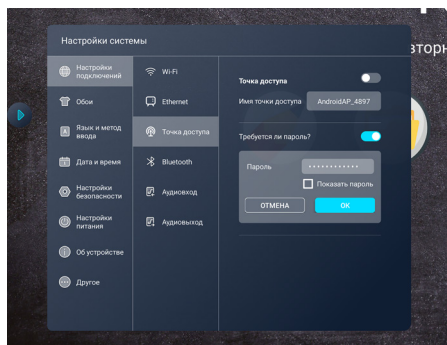 Настройки системы
вторн
Настройки
подключений
Обои
Язык и метод
ввода
Дата и время
Настройки
безопасности
Настройки
питания
Об устройстве
Другое
Wi-Fi
Ethernet
Точка доступа
Bluetooth
Аудиовход
Аудиовыход
Точка доступа
Имя точки доступа AndroidAP_4897
Требуется ли пароль?
Пароль ············
Показать пароль
ОТМЕНА OK